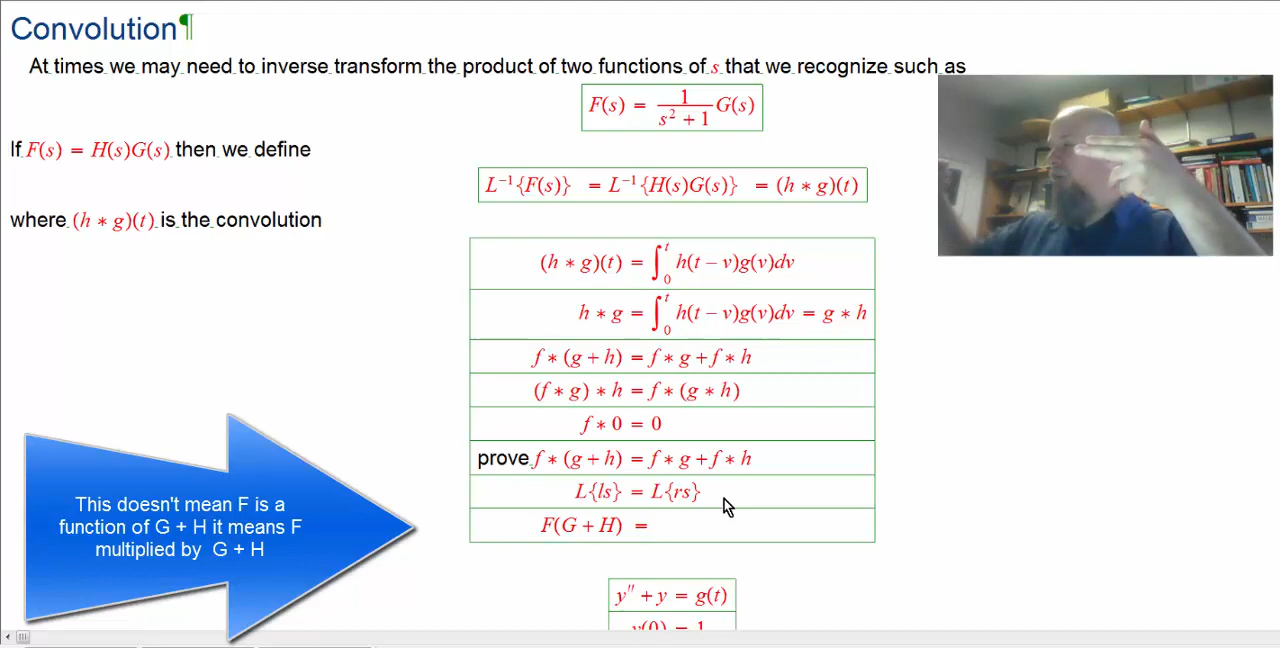 Convolution¶
At times we may need to inverse transform the product of two functions of s that we recognize such as
F(s) = 1/(s² + 1) G(s)
If F(s) = H(s)G(s) then we define
L⁻¹{F(s)} = L⁻¹{H(s)G(s)} = (h ∗ g)(t)
where (h ∗ g)(t) is the convolution
(h ∗ g)(t) = ∫₀ᵗ h(t − v)g(v)dv
h ∗ g = ∫₀ᵗ h(t − v)g(v)dv = g ∗ h
f ∗ (g + h) = f ∗ g + f ∗ h
(f ∗ g) ∗ h = f ∗ (g ∗ h)
f ∗ 0 = 0
prove f ∗ (g + h) = f ∗ g + f ∗ h
L{ls} = L{rs}
F(G + H) =
This doesn't mean F is a
function of G + H it means F
multiplied by G + H
y′′ + y = g(t)
y(0) = 1